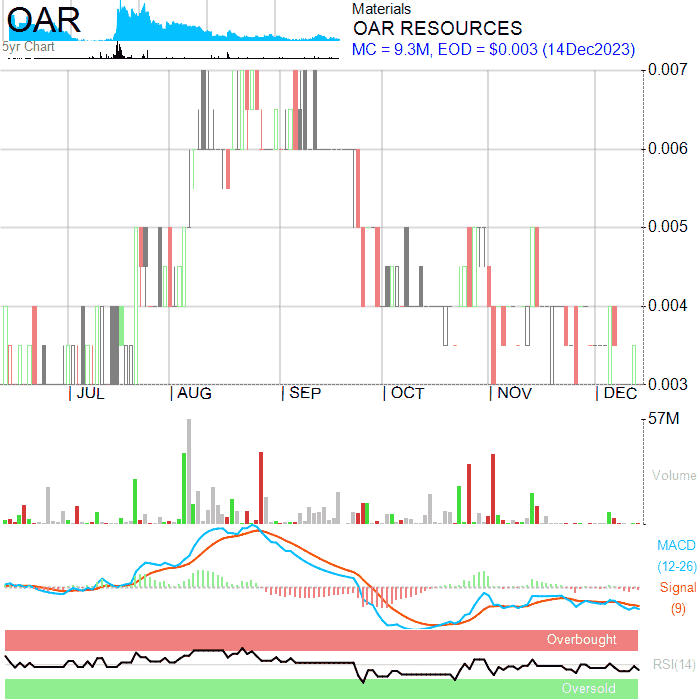 OAR
5yr Chart
Materials
OAR RESOURCES
MC = 9.3M, EOD = $0.003 (14Dec2023)
0.007
0.006
0.005
0.004
0.003
JUL AUG SEP OCT NOV DEC
57M
Volume
MACD
(12-26)
Signal
(9)
Overbought
RSI(14)
Oversold